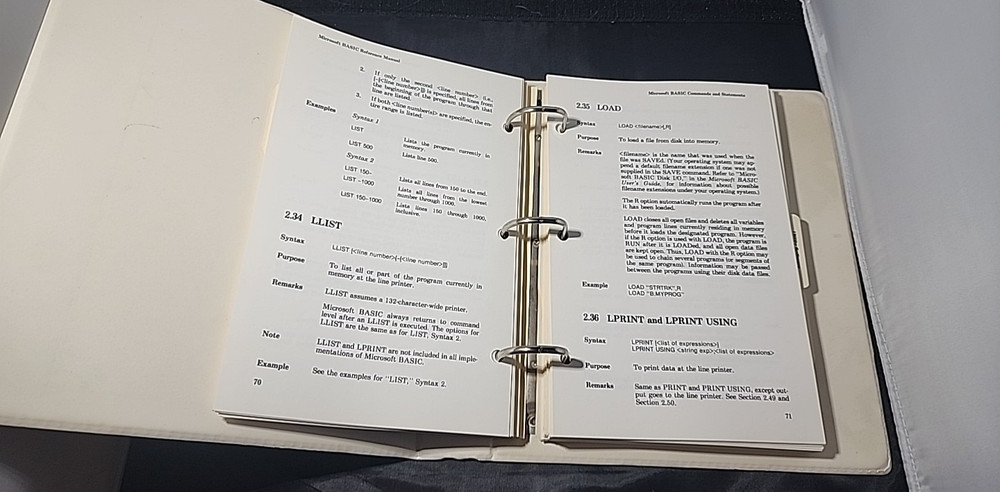 Microsoft BASIC Reference Manual
2. If only the second <line number> (i.e.,
[-[<line number>]]) is specified, all lines from
the beginning of the program through that
line are listed.
3. If both <line number(s)> are specified, the en-
tire range is listed.
Examples
Syntax 1
LIST Lists the program currently in
memory.
LIST 500 Lists line 500.
Syntax 2
LIST 150- Lists all lines from 150 to the end.
LIST -1000 Lists all lines from the lowest
number through 1000.
LIST 150-1000 Lists lines 150 through 1000,
inclusive.
2.34 LLIST
Syntax LLIST [<line number>[-[<line number>]]]
Purpose To list all or part of the program currently in
memory at the line printer.
Remarks LLIST assumes a 132-character-wide printer.
Microsoft BASIC always returns to command
level after an LLIST is executed. The options for
LLIST are the same as for LIST, Syntax 2.
Note LLIST and LPRINT are not included in all imple-
mentations of Microsoft BASIC.
Example See the examples for "LIST," Syntax 2.
70
Microsoft BASIC Commands and Statements
2.35 LOAD
Syntax LOAD <filename>[,R]
Purpose To load a file from disk into memory.
Remarks <filename> is the name that was used when the
file was SAVEd. (Your operating system may ap-
pend a default filename extension if one was not
supplied in the SAVE command. Refer to "Micro-
soft BASIC Disk I/O," in the Microsoft BASIC
User's Guide, for information about possible
filename extensions under your operating system.)
The R option automatically runs the program after
it has been loaded.
LOAD closes all open files and deletes all variables
and program lines currently residing in memory
before it loads the designated program. However,
if the R option is used with LOAD, the program is
RUN after it is LOADed, and all open data files
are kept open. Thus, LOAD with the R option may
be used to chain several programs (or segments of
the same program). Information may be passed
between the programs using their disk data files.
Example LOAD "STRTRK",R
LOAD "B:MYPROG"
2.36 LPRINT and LPRINT USING
Syntax LPRINT [<list of expressions>]
LPRINT USING <string exp>;<list of expressions>
Purpose To print data at the line printer.
Remarks Same as PRINT and PRINT USING, except out-
put goes to the line printer. See Section 2.49 and
Section 2.50.
71